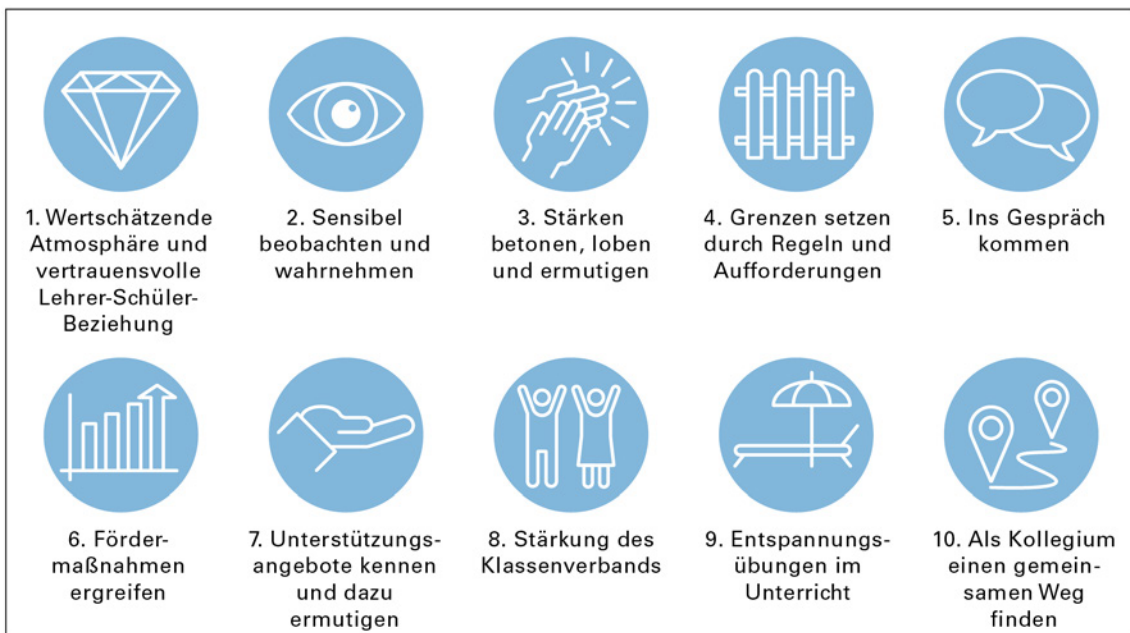 1. Wertschätzende
Atmosphäre und
vertrauensvolle
Lehrer-Schüler-
Beziehung
2. Sensibel
beobachten und
wahrnehmen
3. Stärken
betonen, loben
und ermutigen
4. Grenzen setzen
durch Regeln und
Aufforderungen
5. Ins Gespräch
kommen
6. Förder-
maßnahmen
ergreifen
7. Unterstützungs-
angebote kennen
und dazu
ermutigen
8. Stärkung des
Klassenverbands
9. Entspannungs-
übungen im
Unterricht
10. Als Kollegium
einen gemein-
samen Weg
finden